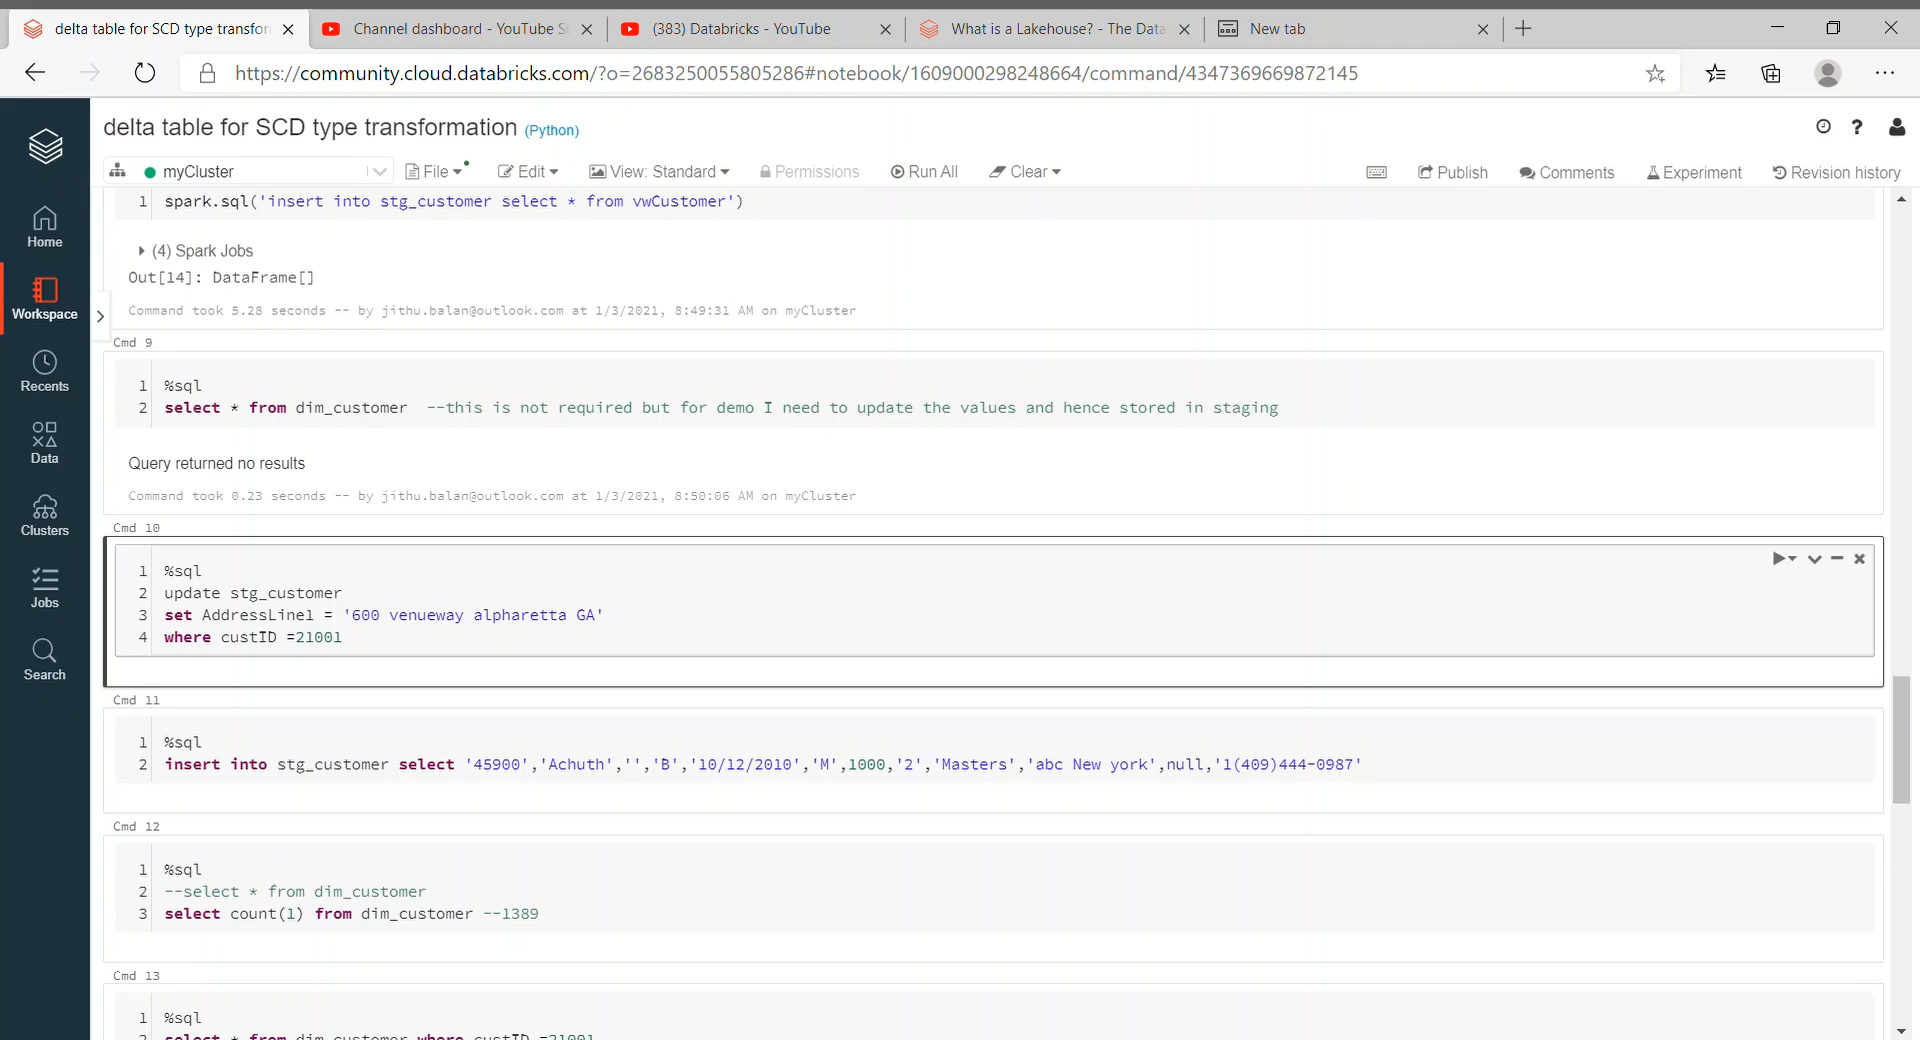 delta table for SCD type transfor
Channel dashboard - YouTube S
(383) Databricks - YouTube
What is a Lakehouse? - The Data
New tab
https://community.cloud.databricks.com/?o=2683250055805286#notebook/1609000298248664/command/4347369669872145
delta table for SCD type transformation (Python)
myCluster
File
Edit
View: Standard
Permissions
Run All
Clear
Publish
Comments
Experiment
Revision history
Home
Workspace
Recents
Data
Clusters
Jobs
Search
1 spark.sql('insert into stg_customer select * from vwCustomer')
(4) Spark Jobs
Out[14]: DataFrame[]
Command took 5.28 seconds -- by jithu.balan@outlook.com at 1/3/2021, 8:49:31 AM on myCluster
Cmd 9
1 %sql
2 select * from dim_customer  --this is not required but for demo I need to update the values and hence stored in staging
Query returned no results
Command took 0.23 seconds -- by jithu.balan@outlook.com at 1/3/2021, 8:50:06 AM on myCluster
Cmd 10
1 %sql
2 update stg_customer
3 set AddressLine1 = '600 venueway alpharetta GA'
4 where custID =21001
Cmd 11
1 %sql
2 insert into stg_customer select '45900','Achuth','','B','10/12/2010','M',1000,'2','Masters','abc New york',null,'1(409)444-0987'
Cmd 12
1 %sql
2 --select * from dim_customer
3 select count(1) from dim_customer --1389
Cmd 13
1 %sql
2 select * from dim_customer where custID =21001